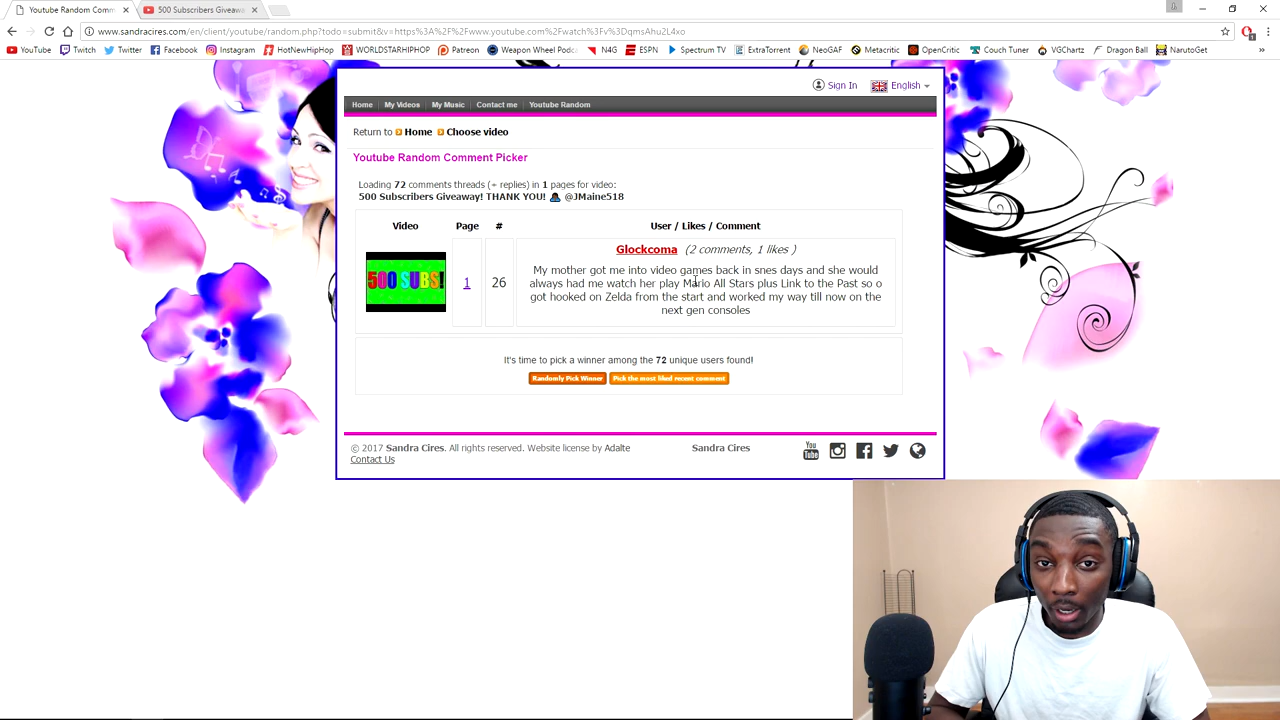 Youtube Random Comm
500 Subscribers Giveaw
www.sandracires.com/en/client/youtube/random.php?todo=submit&v=https%3A%2F%2Fwww.youtube.com%2Fwatch%3Fv%3DqmsAhu2L4xo
YouTube Twitch Twitter Facebook Instagram HotNewHipHop WORLDSTARHIPHOP Patreon Weapon Wheel Podc N4G ESPN Spectrum TV ExtraTorrent NeoGAF Metacritic OpenCritic Couch Tuner VGChartz Dragon Ball NarutoGet »
Sign In English
Home My Videos My Music Contact me Youtube Random
Return to Home Choose video
Youtube Random Comment Picker
Loading 72 comments threads (+ replies) in 1 pages for video:
500 Subscribers Giveaway! THANK YOU! @JMaine518
Video Page # User / Likes / Comment
500 SUBS!
1
26
Glockcoma (2 comments, 1 likes )
My mother got me into video games back in snes days and she would
always had me watch her play Mario All Stars plus Link to the Past so o
got hooked on Zelda from the start and worked my way till now on the
next gen consoles
It's time to pick a winner among the 72 unique users found!
Randomly Pick Winner Pick the most liked recent comment
© 2017 Sandra Cires. All rights reserved. Website license by Adalte
Contact Us
Sandra Cires
You
Tube